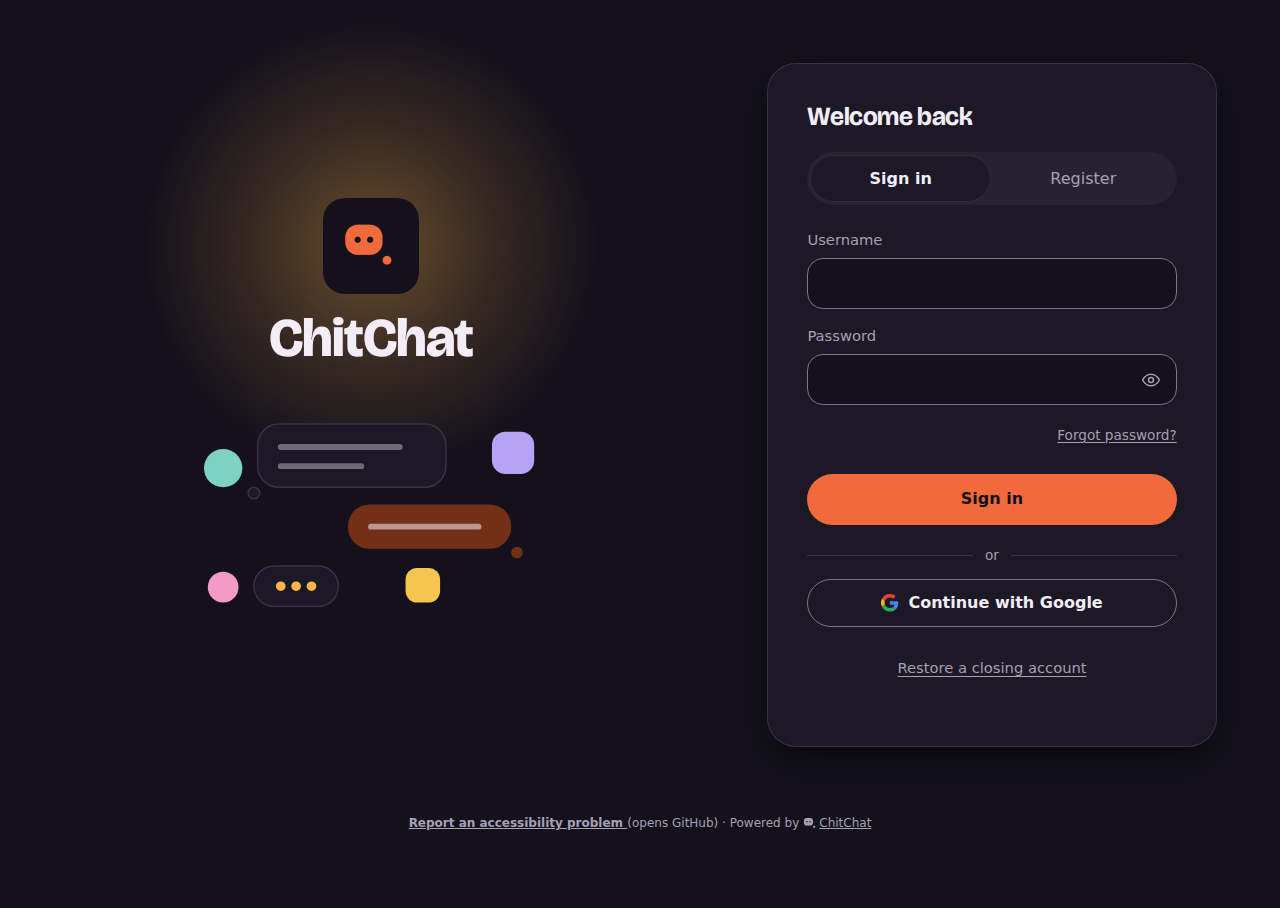 ChitChat
Welcome back
Sign in
Register
Username
Password
Forgot password?
Sign in
or
Continue with Google
Restore a closing account
Report an accessibility problem (opens GitHub) · Powered by ChitChat